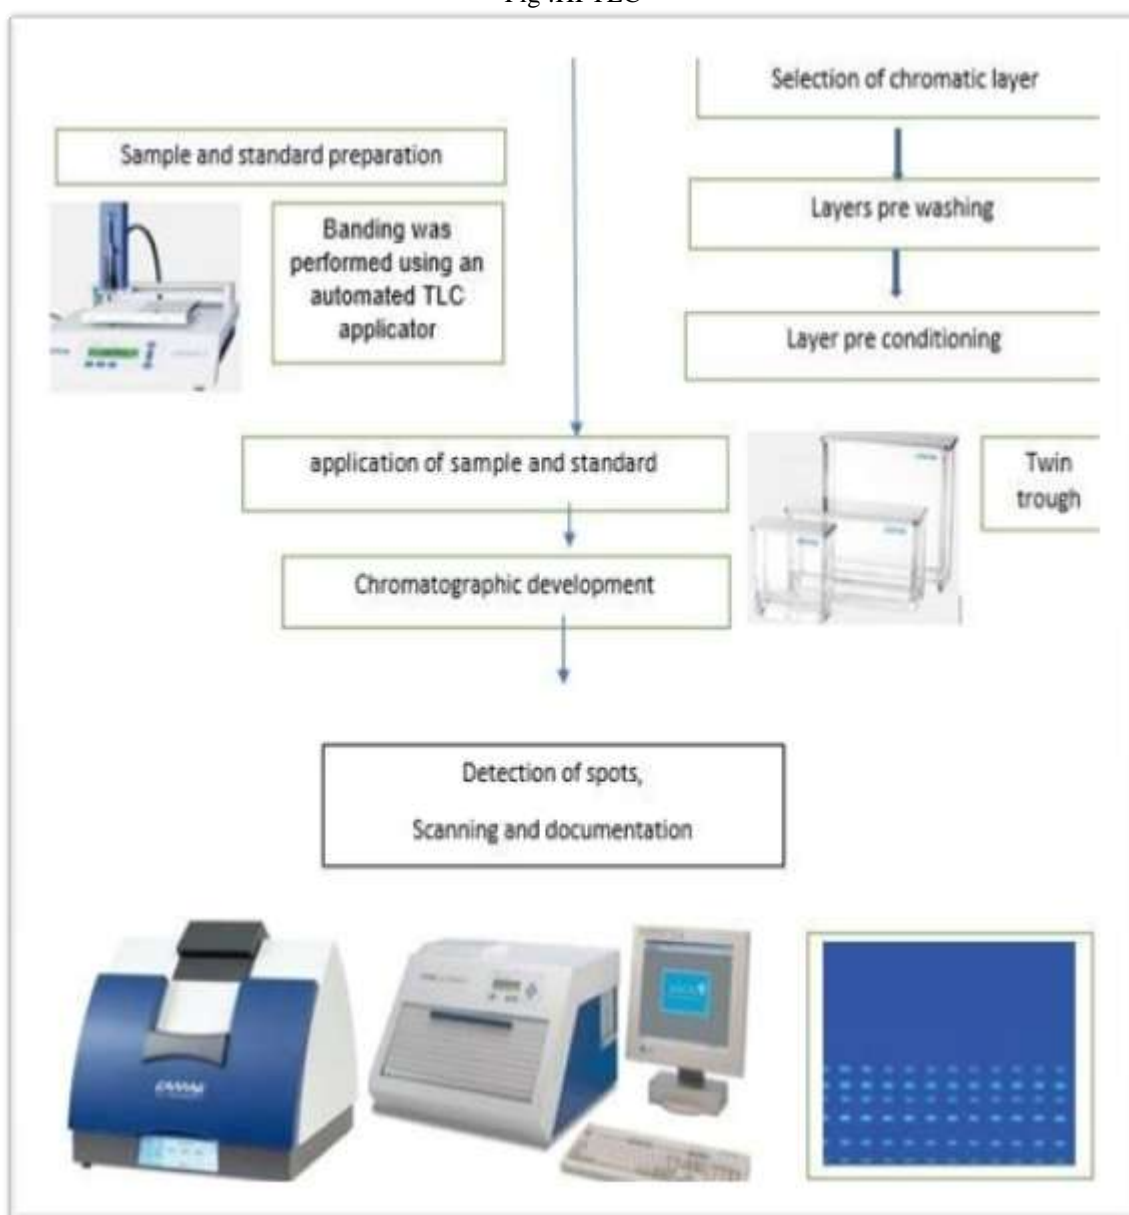 Selection of chromatic layer
Sample and standard preparation
Layers pre washing
Banding was
performed using an
automated TLC
applicator
Layer pre conditioning
application of sample and standard
Twin
trough
Chromatographic development
Detection of spots,
Scanning and documentation
CAMAG